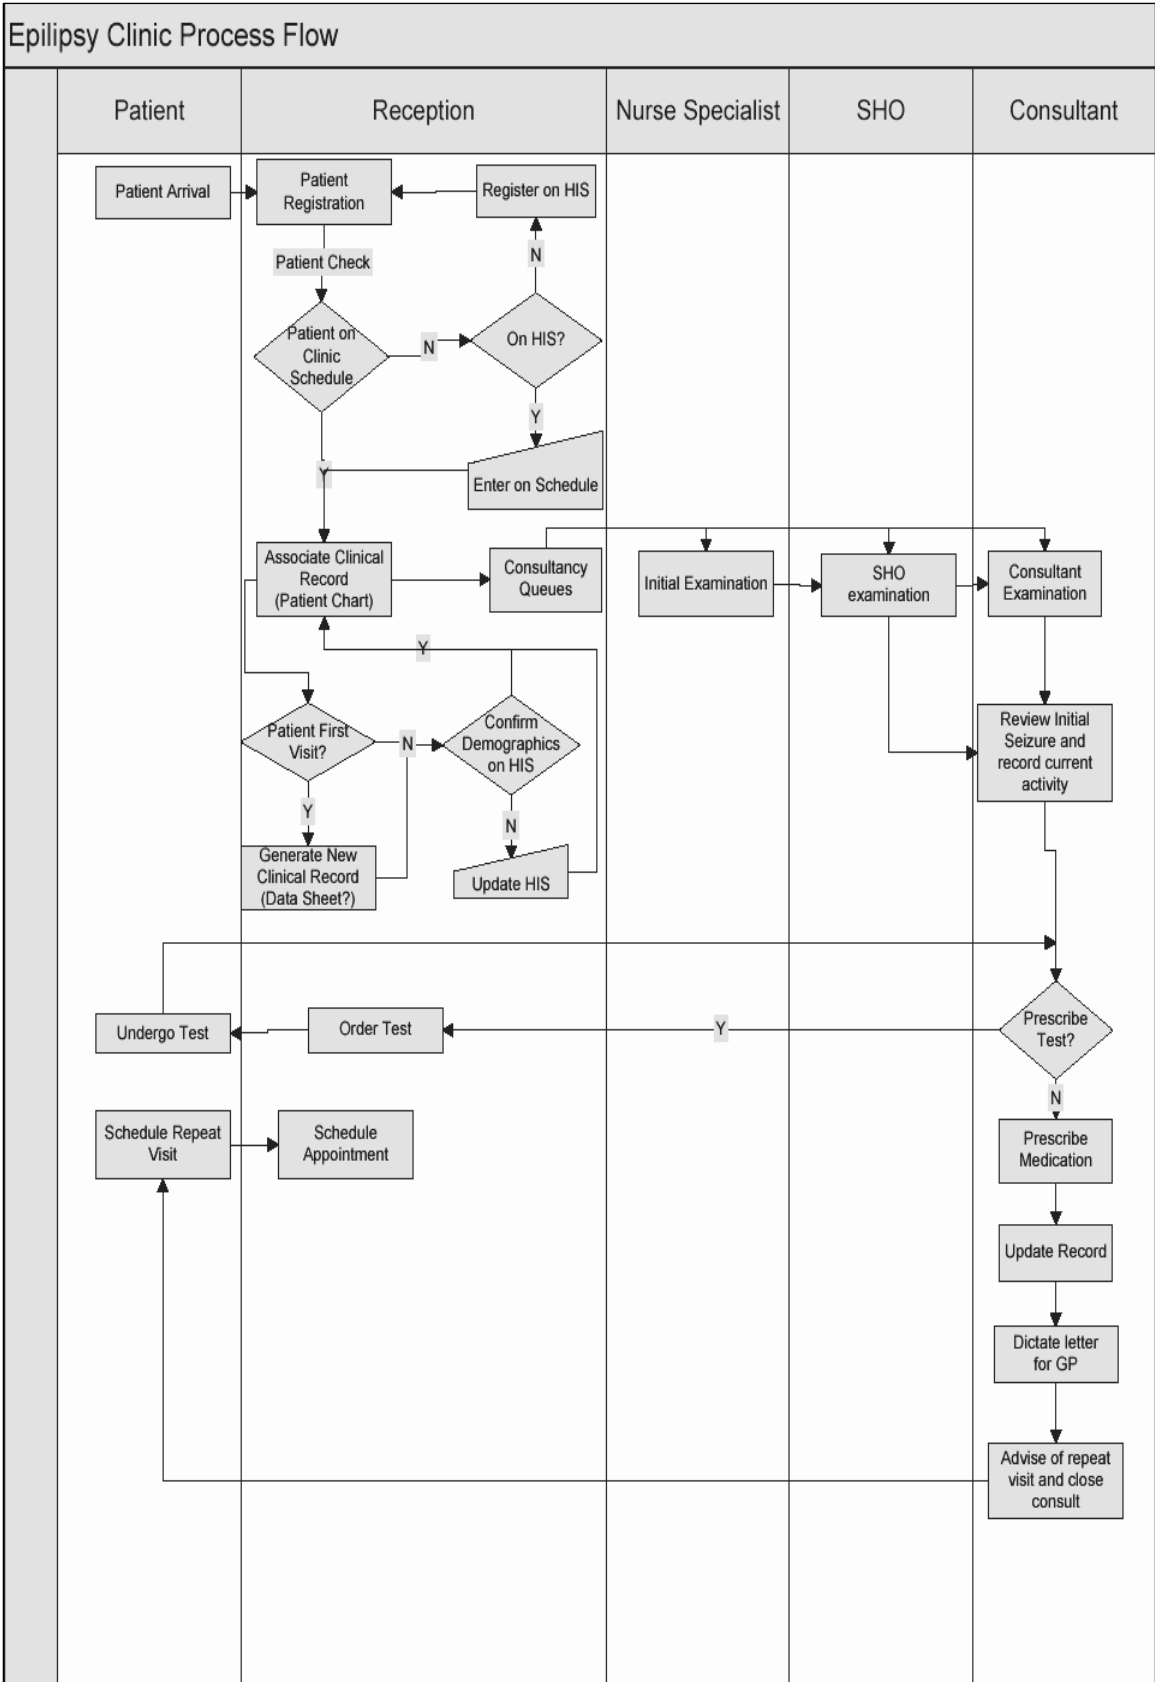 Epilipsy Clinic Process Flow
Patient
Reception
Nurse Specialist
SHO
Consultant
Patient Arrival
Patient
Registration
Register on HIS
Patient Check
N
Patient on
Clinic
Schedule
N
On HIS?
Y
Y
Enter on Schedule
Associate Clinical
Record
(Patient Chart)
Consultancy
Queues
Initial Examination
SHO
examination
Consultant
Examination
Y
Patient First
Visit?
N
Confirm
Demographics
on HIS
Review Initial
Seizure and
record current
activity
Y
N
Generate New
Clinical Record
(Data Sheet?)
Update HIS
Undergo Test
Order Test
Y
Prescribe
Test?
N
Schedule Repeat
Visit
Schedule
Appointment
Prescribe
Medication
Update Record
Dictate letter
for GP
Advise of repeat
visit and close
consult